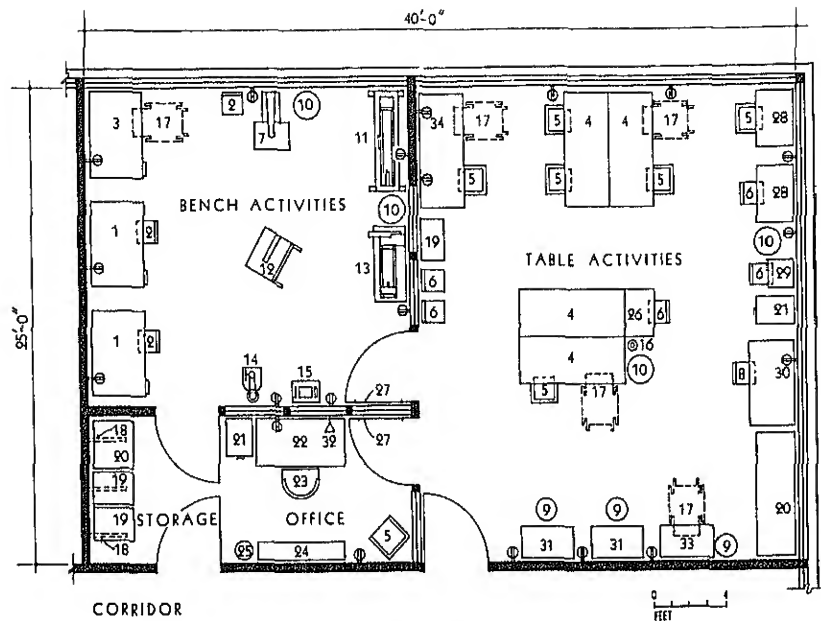 40'-0"
3 17 2 7 10 11 34 17 5 4 4 17 5 28
5 5 5 6 28
BENCH ACTIVITIES 10 19 10
1 2 12 13 6 TABLE ACTIVITIES 6 29
25'-0"
6 4 26 6 21
1 2 4 16 30
14 15 10 8
27 5 17
18 21 22 32 27
20 23 17 20
19
19 STORAGE OFFICE 5 9 9
18 25 24 31 31 33 9
CORRIDOR
0 4
FEET